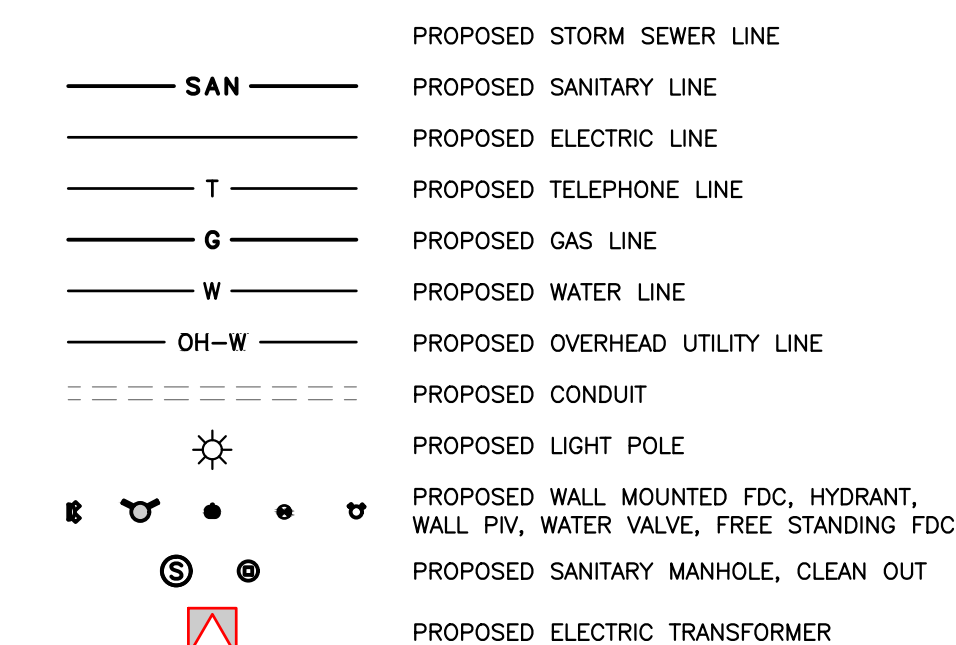 PROPOSED STORM SEWER LINE
SAN PROPOSED SANITARY LINE
PROPOSED ELECTRIC LINE
T PROPOSED TELEPHONE LINE
G PROPOSED GAS LINE
W PROPOSED WATER LINE
OH-W PROPOSED OVERHEAD UTILITY LINE
PROPOSED CONDUIT
PROPOSED LIGHT POLE
PROPOSED WALL MOUNTED FDC, HYDRANT,
WALL PIV, WATER VALVE, FREE STANDING FDC
S PROPOSED SANITARY MANHOLE, CLEAN OUT
PROPOSED ELECTRIC TRANSFORMER